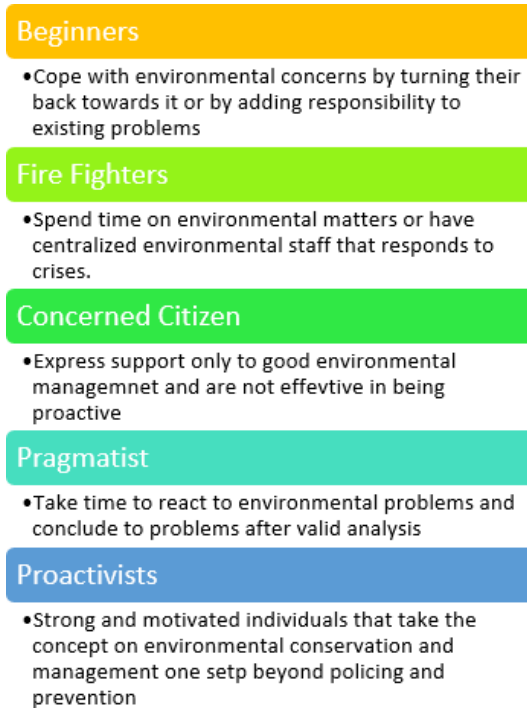 Beginners
•Cope with environmental concerns by turning their
back towards it or by adding responsibility to
existing problems
Fire Fighters
•Spend time on environmental matters or have
centralized environmental staff that responds to
crises.
Concerned Citizen
•Express support only to good environmental
managemnet and are not effevtive in being
proactive
Pragmatist
•Take time to react to environmental problems and
conclude to problems after valid analysis
Proactivists
•Strong and motivated individuals that take the
concept on environmental conservation and
management one setp beyond policing and
prevention